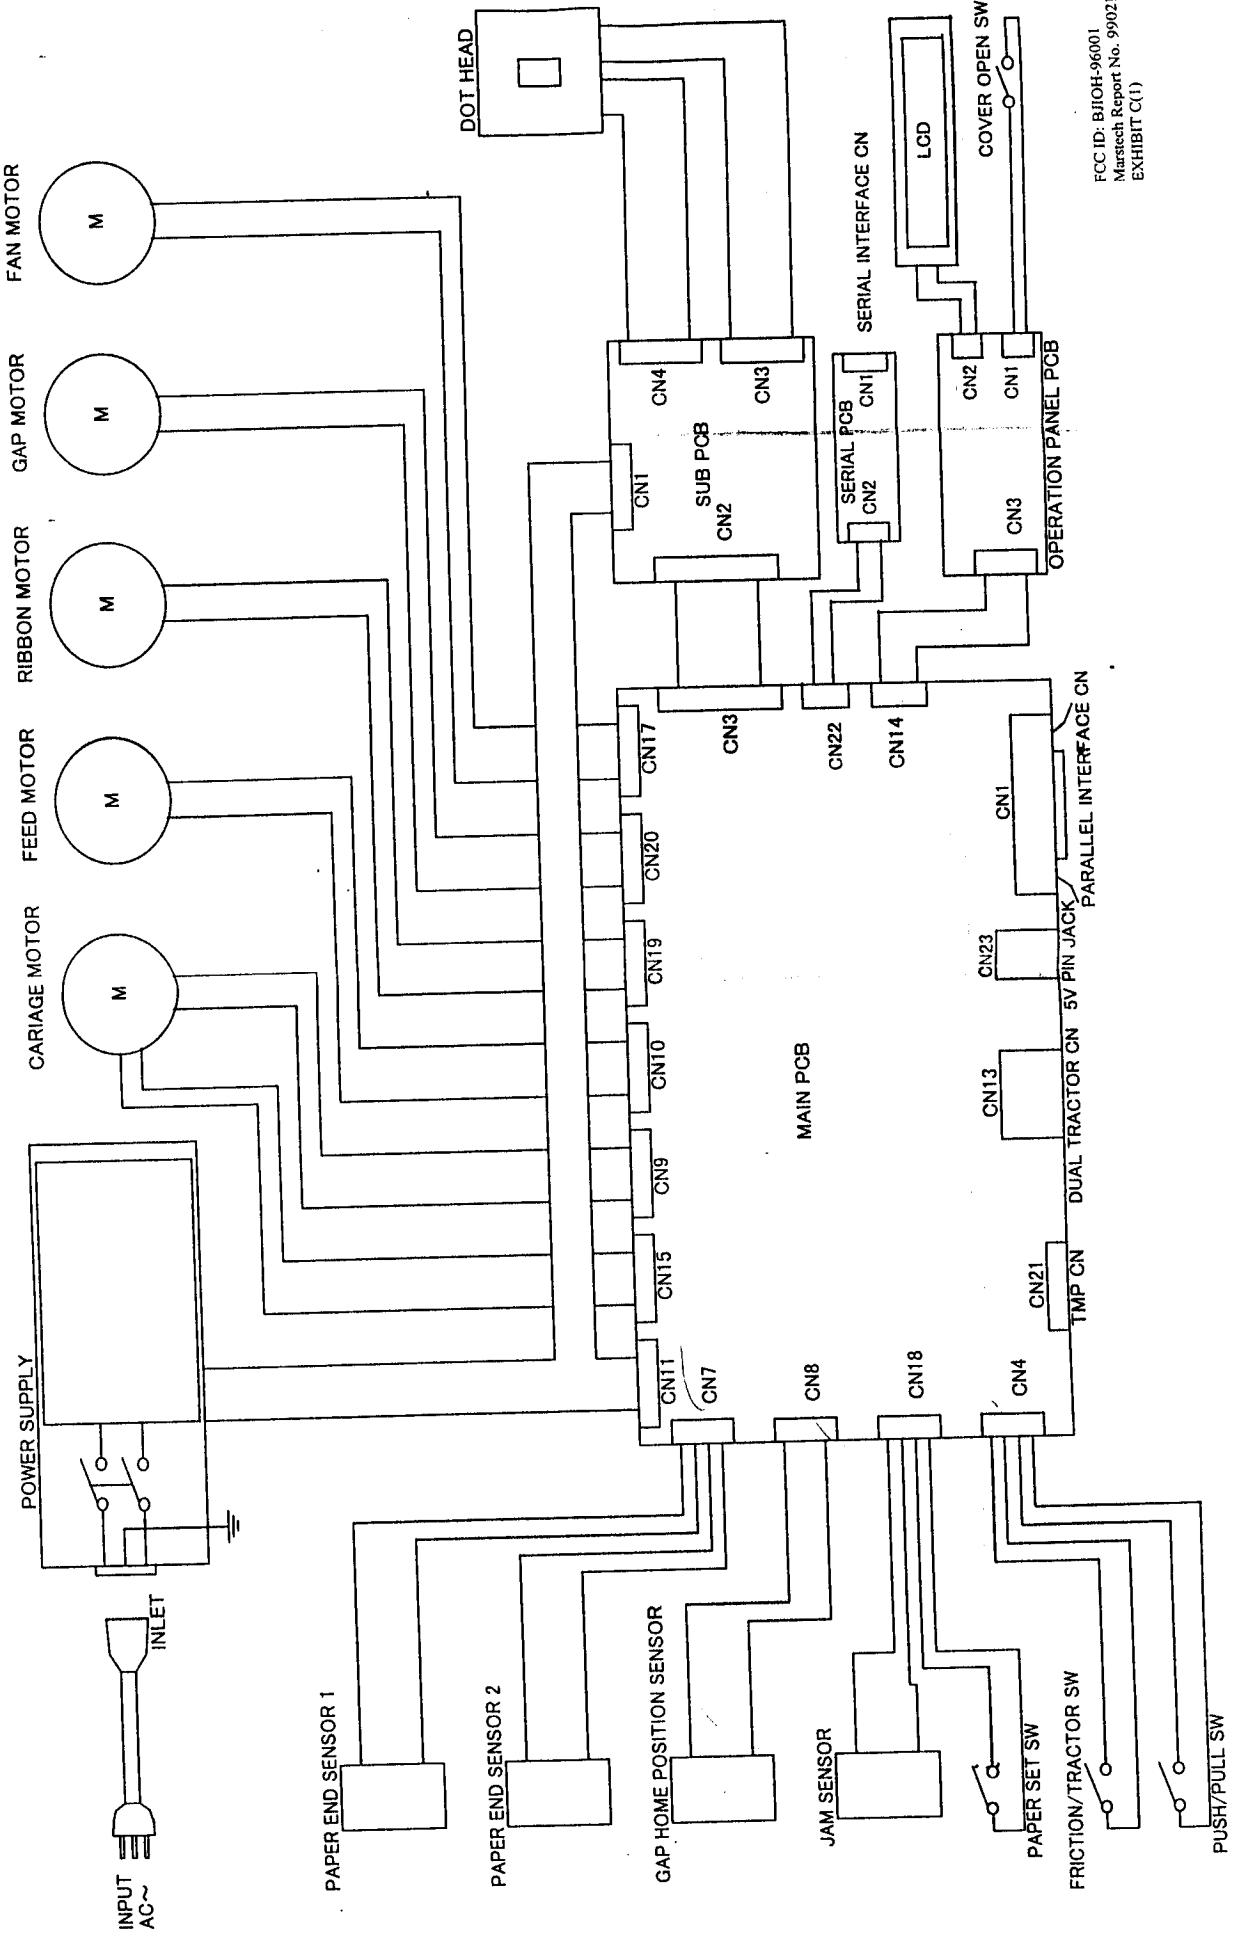 INPUT
AC~
INLET
POWER SUPPLY
CARIAGE MOTOR
M
FEED MOTOR
M
RIBBON MOTOR
M
GAP MOTOR
M
FAN MOTOR
M
DOT HEAD
PAPER END SENSOR 1
PAPER END SENSOR 2
GAP HOME POSITION SENSOR
JAM SENSOR
PAPER SET SW
FRICTION/TRACTOR SW
PUSH/PULL SW
CN11
CN15
CN9
CN10
CN19
CN20
CN17
CN7
CN8
CN18
CN4
MAIN PCB
CN3
CN22
CN14
CN21
TMP CN
CN13
DUAL TRACTOR CN
CN23
5V PIN JACK
CN1
PARALLEL INTERFACE CN
CN1
SUB PCB
CN2
CN4
CN3
SERIAL PCB
CN2
CN1
SERIAL INTERFACE CN
CN3
CN2
CN1
OPERATION PANEL PCB
LCD
COVER OPEN SW
FCC ID: BJIOH-96001
Marstech Report No. 9902
EXHIBIT C(1)